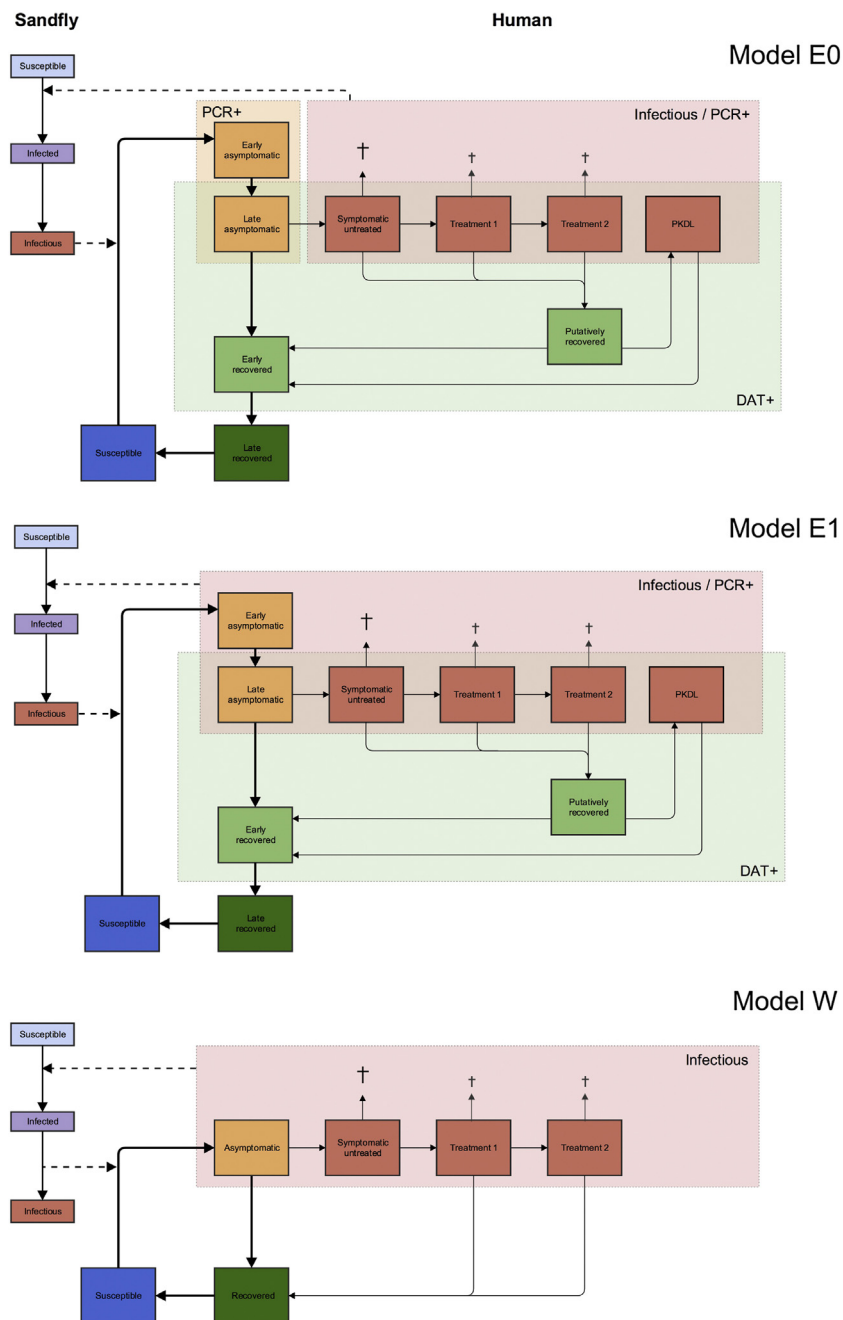 Sandfly
Human
Model E0
Susceptible
PCR+
Infectious / PCR+
Early
asymptomatic
†
†
†
Infected
Late
asymptomatic
Symptomatic
untreated
Treatment 1
Treatment 2
PKDL
Infectious
Putatively
recovered
Early
recovered
DAT+
Susceptible
Late
recovered
Model E1
Susceptible
Infectious / PCR+
Early
asymptomatic
†
†
†
Infected
Late
asymptomatic
Symptomatic
untreated
Treatment 1
Treatment 2
PKDL
Infectious
Putatively
recovered
Early
recovered
DAT+
Susceptible
Late
recovered
Model W
Susceptible
Infectious
†
†
†
Infected
Asymptomatic
Symptomatic
untreated
Treatment 1
Treatment 2
Infectious
Susceptible
Recovered